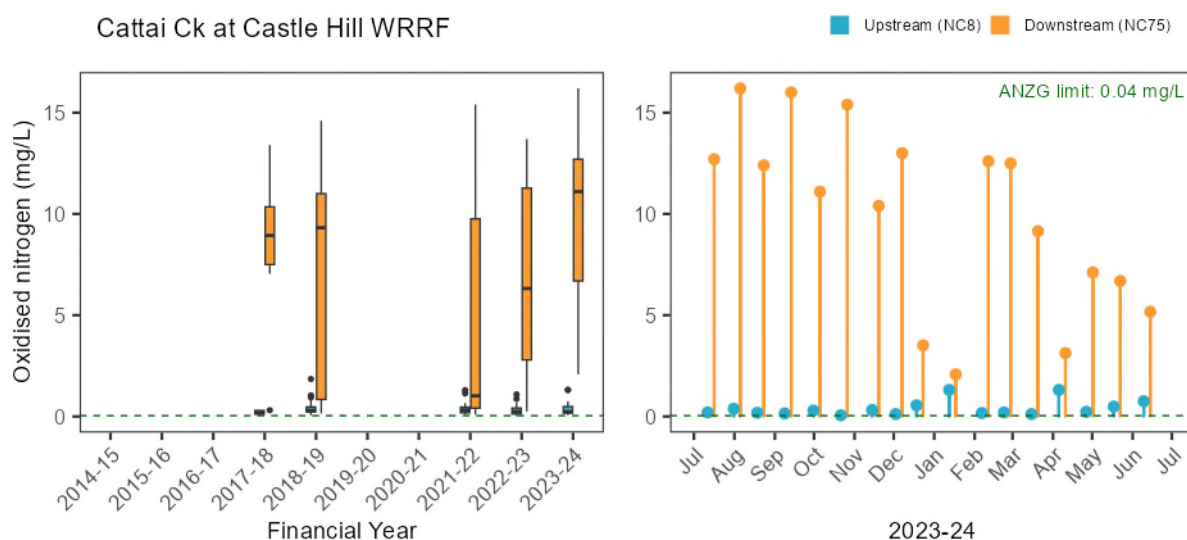 Cattai Ck at Castle Hill WRRF
Upstream (NC8) Downstream (NC75)
Oxidised nitrogen (mg/L)
15
10
5
0
2014-15
2015-16
2016-17
2017-18
2018-19
2019-20
2020-21
2021-22
2022-23
2023-24
Financial Year
ANZG limit: 0.04 mg/L
15
10
5
0
Jul
Aug
Sep
Oct
Nov
Dec
Jan
Feb
Mar
Apr
May
Jun
Jul
2023-24